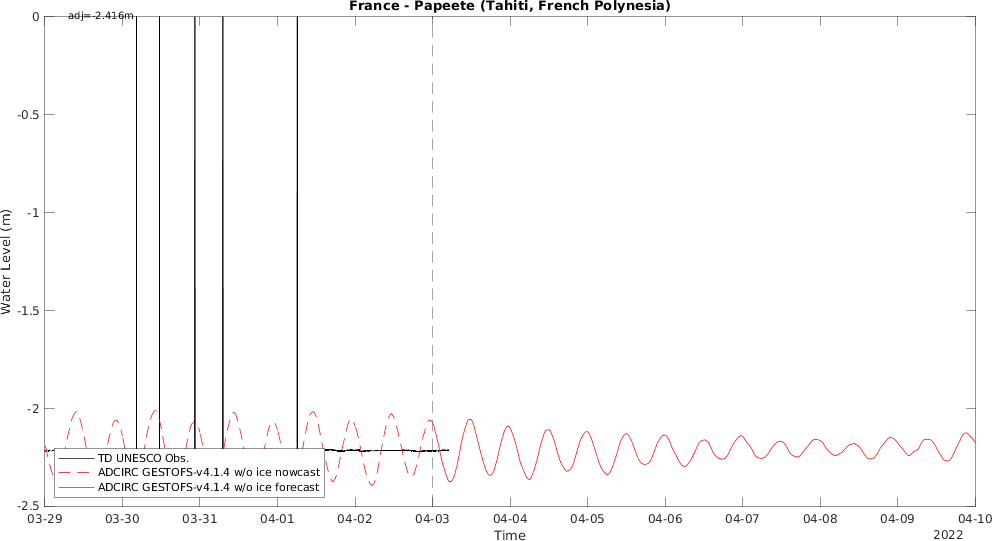 France - Papeete (Tahiti, French Polynesia)
adj=-2.416m
0
-0.5
-1
-1.5
-2
-2.5
Water Level (m)
TD UNESCO Obs.
ADCIRC GESTOFS-v4.1.4 w/o ice nowcast
ADCIRC GESTOFS-v4.1.4 w/o ice forecast
03-29 03-30 03-31 04-01 04-02 04-03 04-04 04-05 04-06 04-07 04-08 04-09 04-10
Time
2022